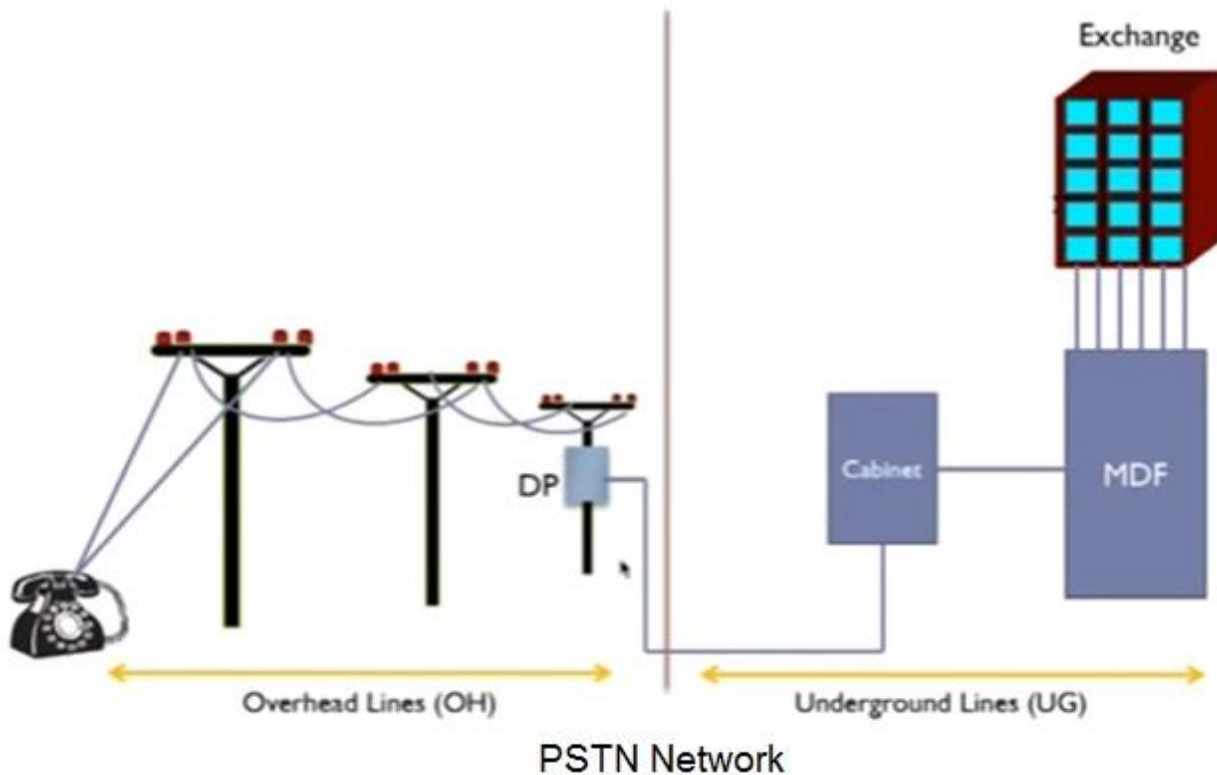 Exchange
DP
Cabinet
MDF
Overhead Lines (OH)
Underground Lines (UG)
PSTN Network